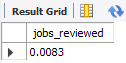 Result Grid
jobs_reviewed
0.0083